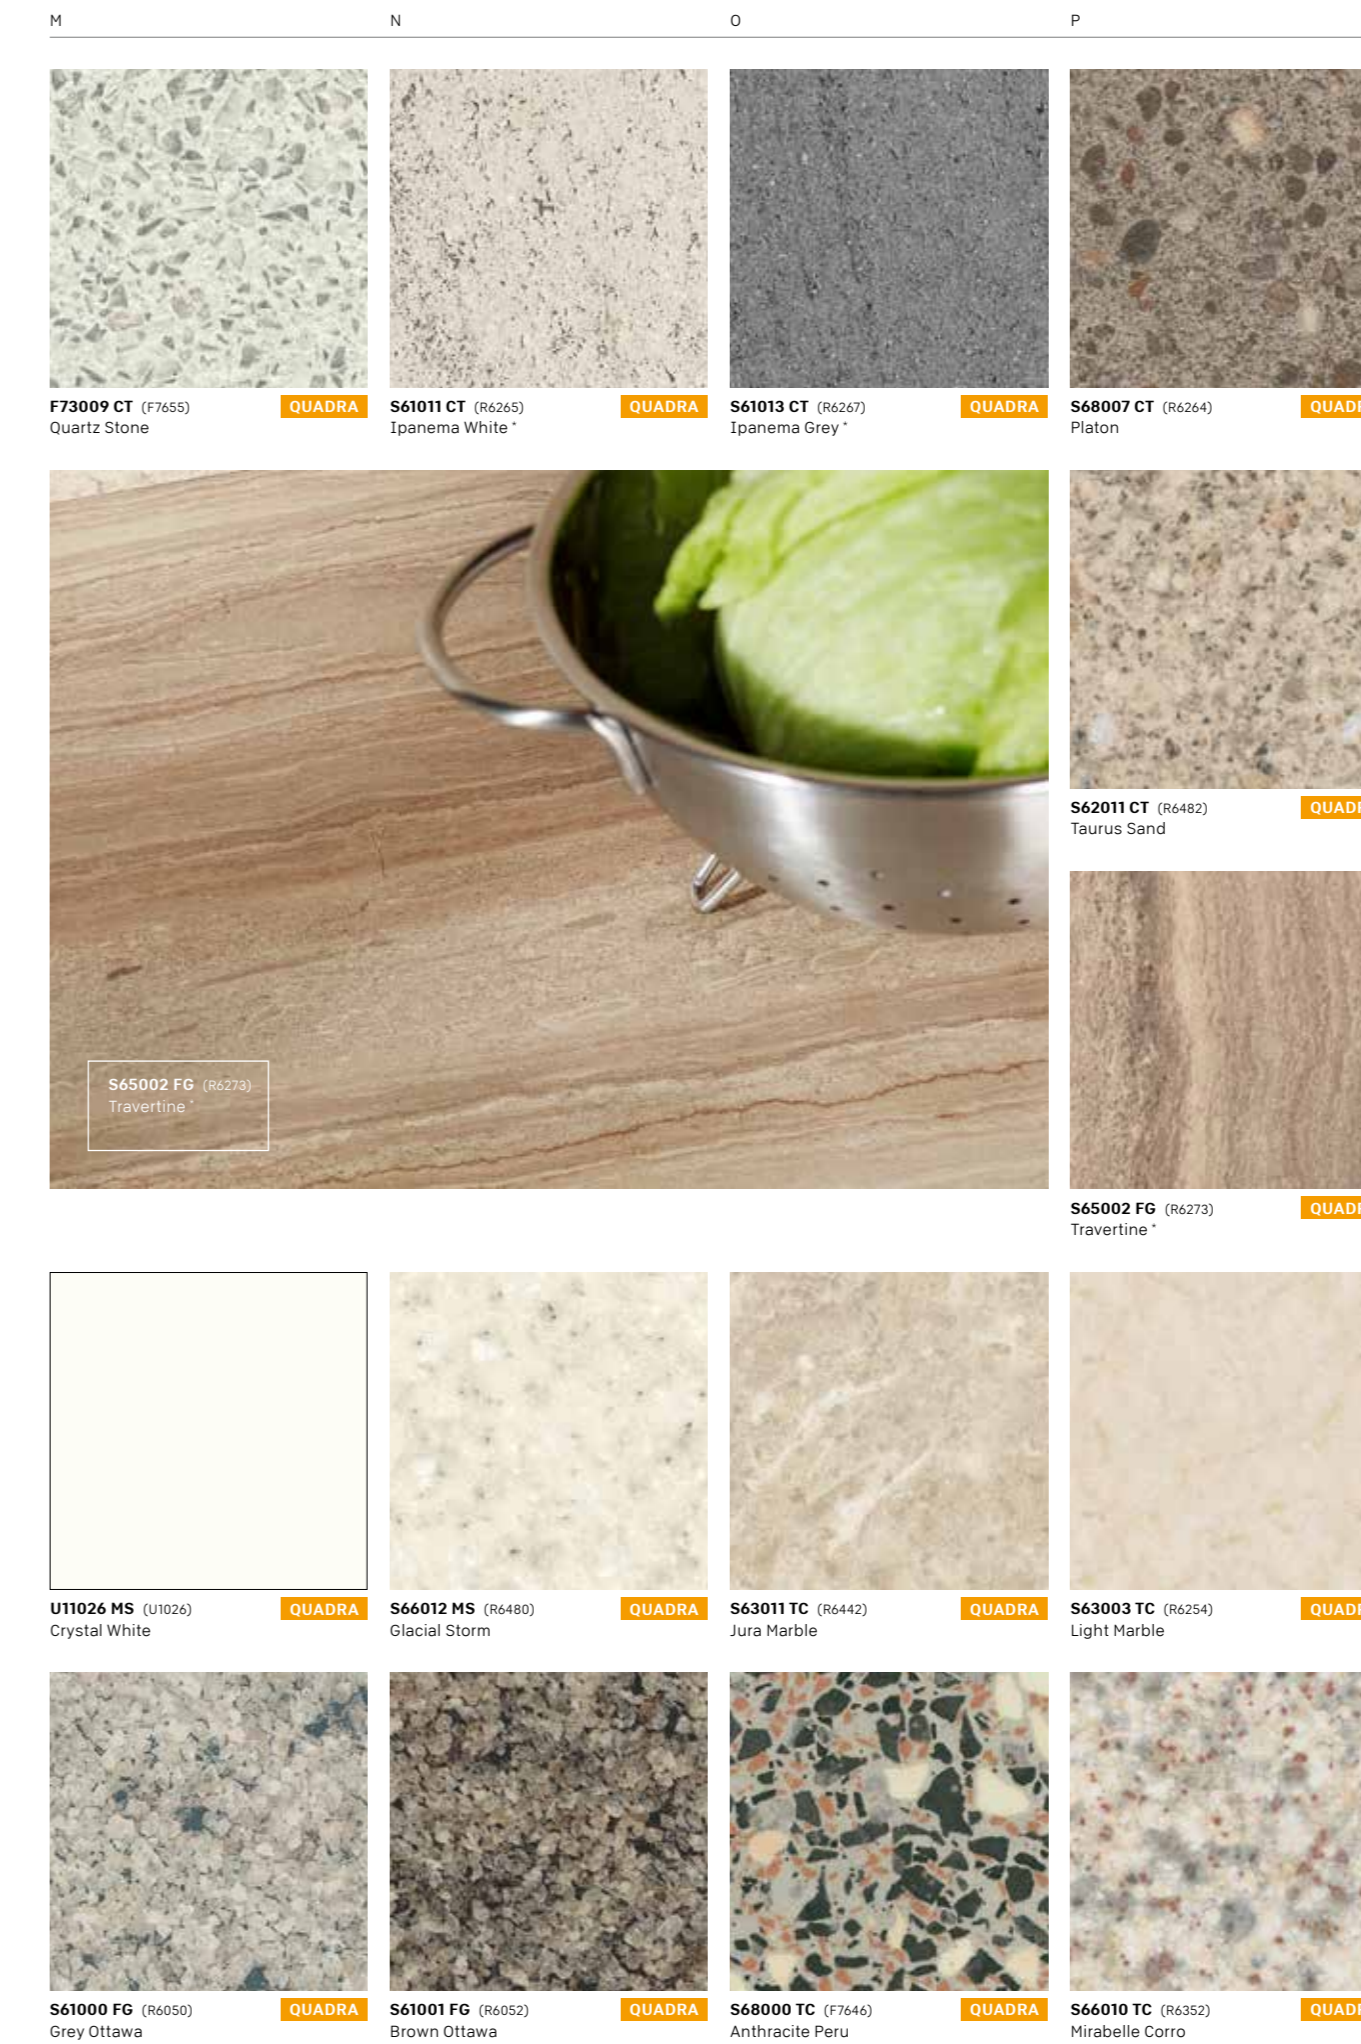 M
N
O
P
F73009 CT (F7655) QUADRA
Quartz Stone
S61011 CT (R6265) QUADRA
Ipanema White *
S61013 CT (R6267) QUADRA
Ipanema Grey *
S68007 CT (R6264)
Platon
S62011 CT (R6482)
Taurus Sand
S65002 FG (R6273)
Travertine *
S65002 FG (R6273)
Travertine *
U11026 MS (U1026) QUADRA
Crystal White
S66012 MS (R6480) QUADRA
Glacial Storm
S63011 TC (R6442) QUADRA
Jura Marble
S63003 TC (R6254)
Light Marble
S61000 FG (R6050) QUADRA
Grey Ottawa
S61001 FG (R6052) QUADRA
Brown Ottawa
S68000 TC (F7646) QUADRA
Anthracite Peru
S66010 TC (R6352)
Mirabelle Corro